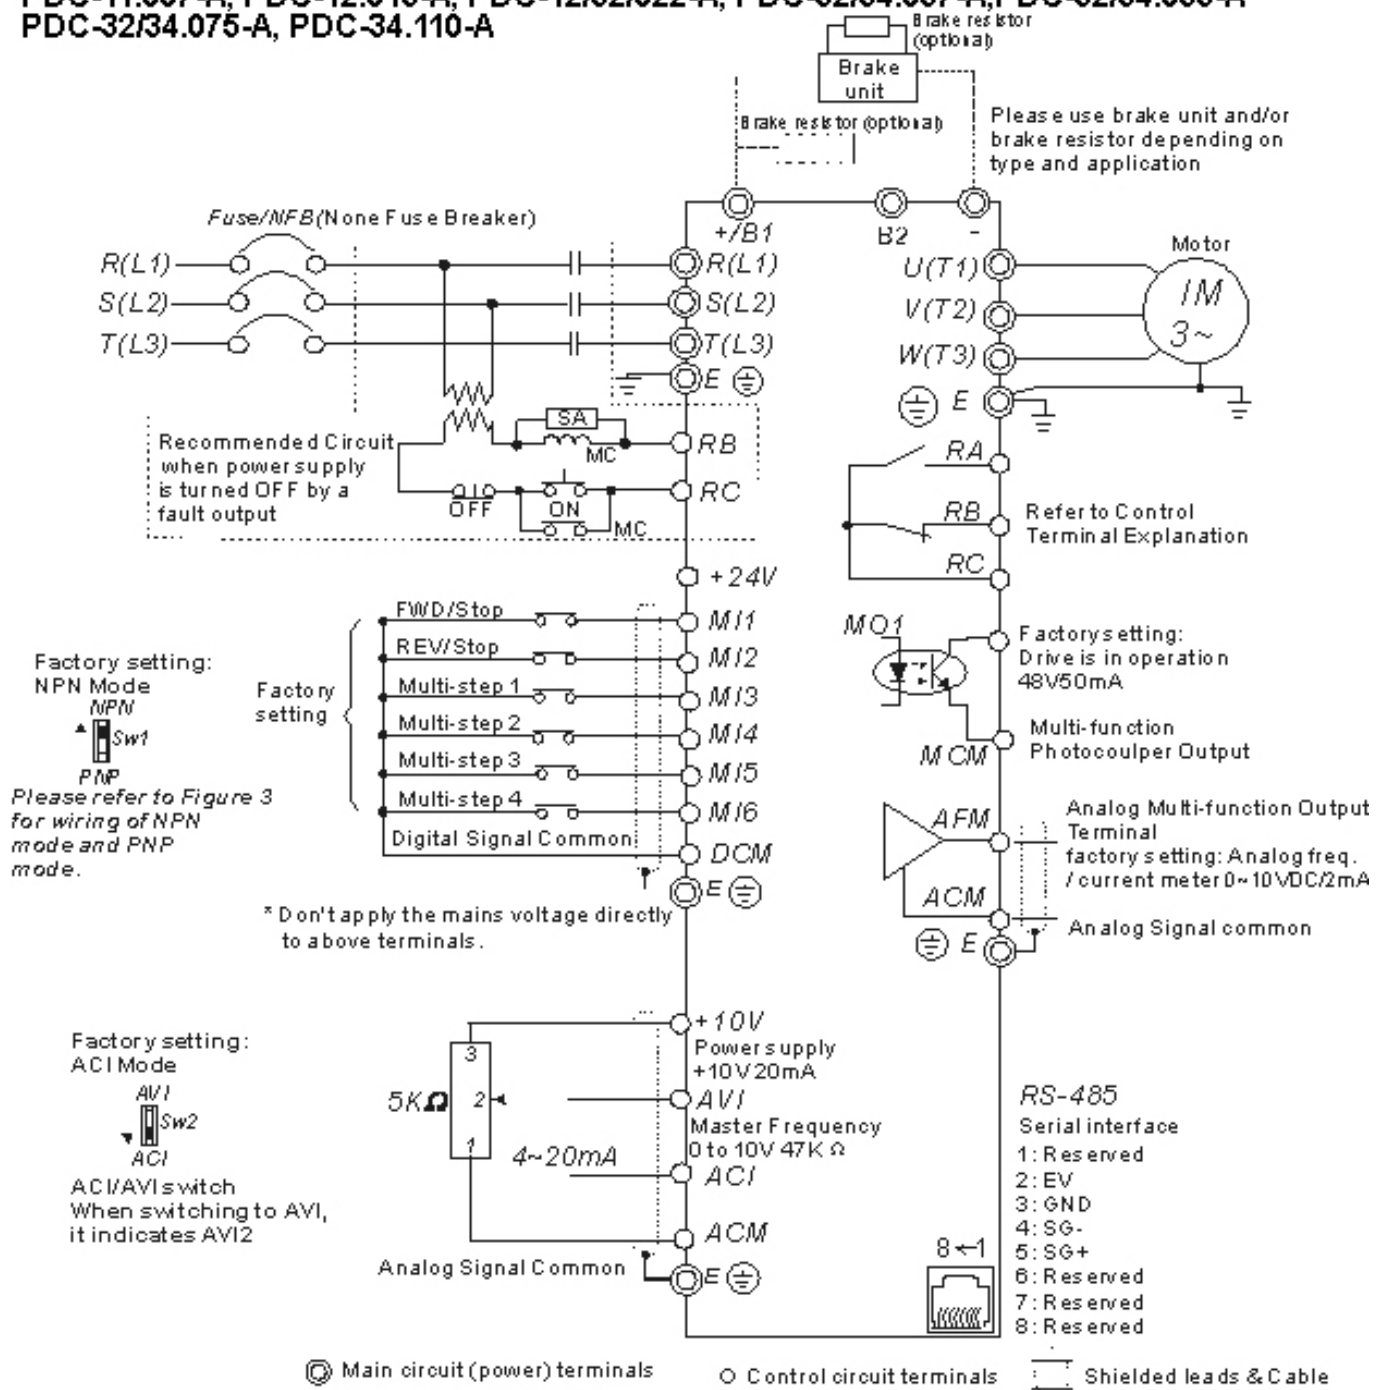 PDC-32/34.075-A, PDC-34.110-A
Brake resistor
(optional)
Brake
unit
Brake resistor (optional)
Please use brake unit and/or
brake resistor depending on
type and application
Fuse/NFB(None Fuse Breaker)
+/B1
B2
-
Motor
R(L1)
R(L1)
U(T1)
IM
3~
S(L2)
S(L2)
V(T2)
T(L3)
T(L3)
W(T3)
E
E
SA
MC
RB
Recommended Circuit
when power supply
is turned OFF by a
fault output
OFF
ON
MC
RC
RA
RB
RC
Refer to Control
Terminal Explanation
+24V
FWD/Stop
MI1
REV/Stop
MI2
Multi-step 1
MI3
Multi-step 2
MI4
Multi-step 3
MI5
Multi-step 4
MI6
Digital Signal Common
DCM
E
Factory
setting
Factory setting:
NPN Mode
NPN
Sw1
PNP
Please refer to Figure 3
for wiring of NPN
mode and PNP
mode.
* Don't apply the mains voltage directly
to above terminals.
MO1
Factory setting:
Drive is in operation
48V50mA
Multi-function
Photocoulper Output
MCM
AFM
Analog Multi-function Output
Terminal
factory setting: Analog freq.
/ current meter 0~10VDC/2mA
ACM
Analog Signal common
E
Factory setting:
ACI Mode
AVI
Sw2
ACI
ACI/AVI switch
When switching to AVI,
it indicates AVI2
3
5KΩ
2
1
4~20mA
+10V
Power supply
+10V 20mA
AVI
Master Frequency
0 to 10V 47KΩ
ACI
ACM
Analog Signal Common
E
RS-485
Serial interface
1: Reserved
2: EV
3: GND
4: SG-
5: SG+
6: Reserved
7: Reserved
8: Reserved
8←1
Main circuit (power) terminals
Control circuit terminals
Shielded leads & Cable